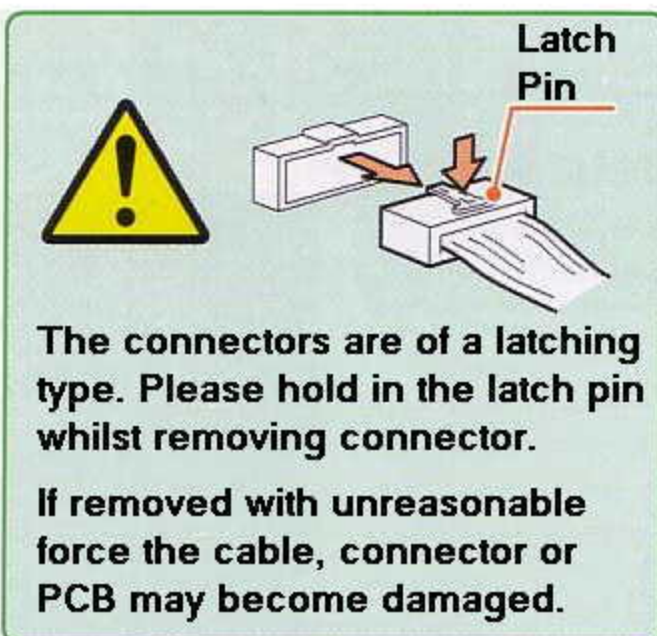 Latch
Pin
The connectors are of a latching
type. Please hold in the latch pin
whilst removing connector.
If removed with unreasonable
force the cable, connector or
PCB may become damaged.